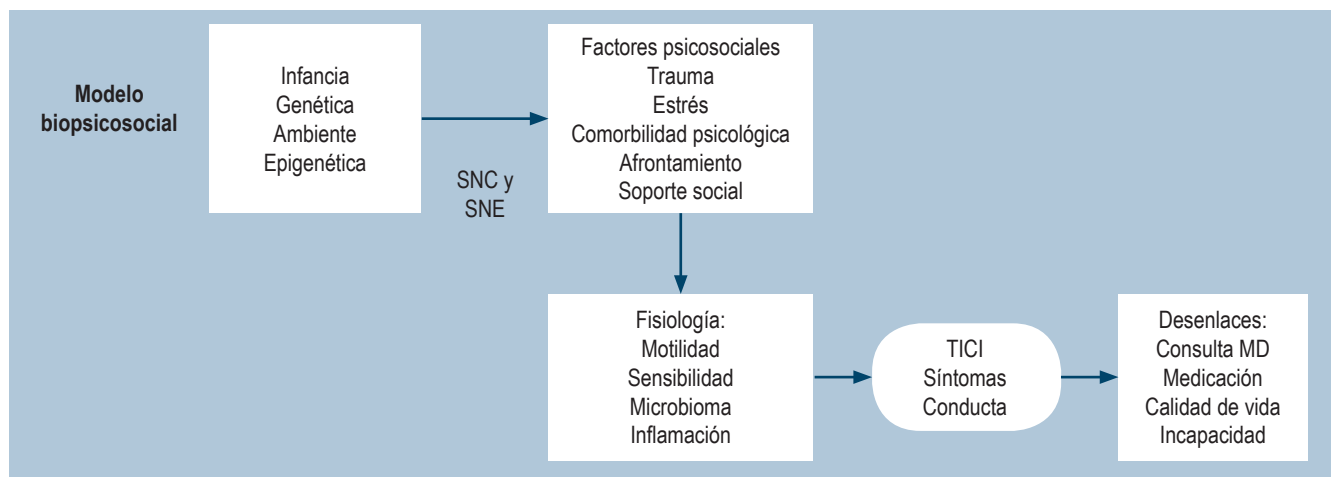 Modelo
biopsicosocial
Infancia
Genética
Ambiente
Epigenética
SNC y
SNE
Factores psicosociales
Trauma
Estrés
Comorbilidad psicológica
Afrontamiento
Soporte social
Fisiología:
Motilidad
Sensibilidad
Microbioma
Inflamación
TICI
Síntomas
Conducta
Desenlaces:
Consulta MD
Medicación
Calidad de vida
Incapacidad